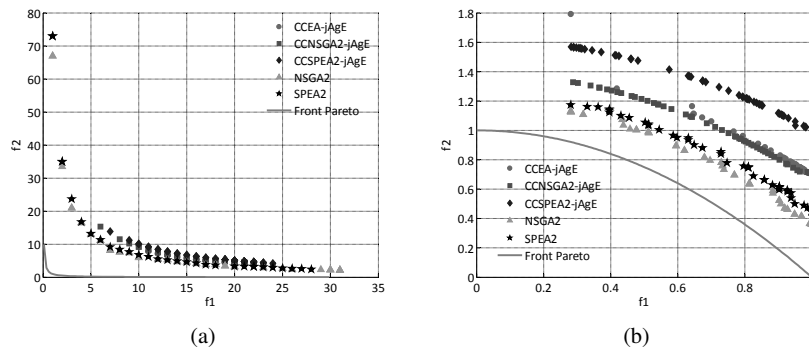 80
70
60
50
40
30
20
10
0
f2
0 5 10 15 20 25 30 35
f1
CCEA-jAgE
CCNSGA2-jAgE
CCSPEA2-jAgE
NSGA2
SPEA2
Front Pareto
(a)
1.8
1.6
1.4
1.2
1
0.8
0.6
0.4
0.2
0
f2
0 0.2 0.4 0.6 0.8
f1
CCEA-jAgE
CCNSGA2-jAgE
CCSPEA2-jAgE
NSGA2
SPEA2
Front Pareto
(b)